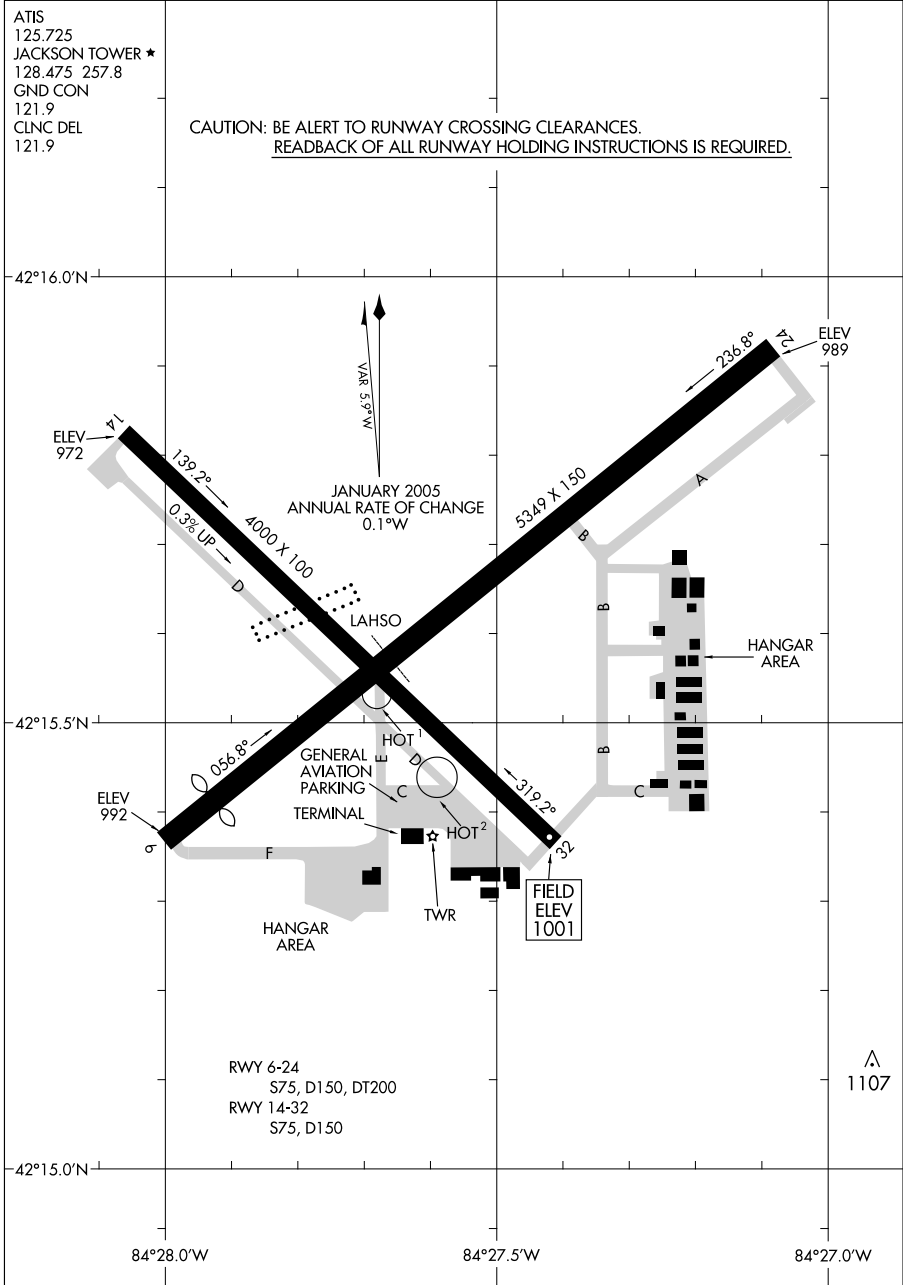 ATIS
125.725
JACKSON TOWER ★
128.475 257.8
GND CON
121.9
CLNC DEL
121.9
CAUTION: BE ALERT TO RUNWAY CROSSING CLEARANCES.
READBACK OF ALL RUNWAY HOLDING INSTRUCTIONS IS REQUIRED.
42°16.0'N
VAR 5.9° W
JANUARY 2005
ANNUAL RATE OF CHANGE
0.1°W
24
ELEV
989
236.8°
14
ELEV
972
139.2°
0.3% UP
4000 X 100
5349 X 150
A
B
D
B
LAHSO
HANGAR
AREA
42°15.5'N
056.8°
HOT 1
E
D
B
GENERAL
AVIATION
PARKING
C
C
319.2°
ELEV
992
TERMINAL
HOT 2
6
F
32
FIELD
ELEV
1001
TWR
HANGAR
AREA
RWY 6-24
S75, D150, DT200
RWY 14-32
S75, D150
1107
42°15.0'N
84°28.0'W
84°27.5'W
84°27.0'W